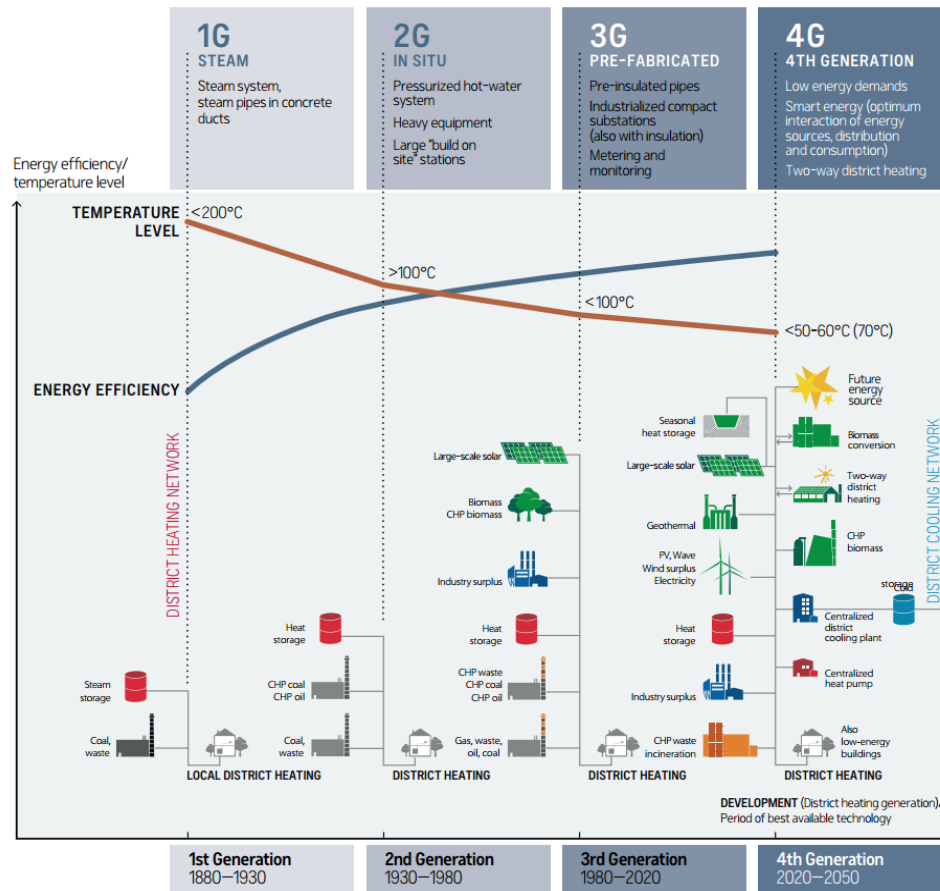 1G
STEAM
Steam system,
steam pipes in concrete
ducts
2G
IN SITU
Pressurized hot-water
system
Heavy equipment
Large "build on
site" stations
3G
PRE-FABRICATED
Pre-insulated pipes
Industrialized compact
substations
(also with insulation)
Metering and
monitoring
4G
4TH GENERATION
Low energy demands
Smart energy (optimum
interaction of energy
sources, distribution
and consumption)
Two-way district heating
Energy efficiency/
temperature level
TEMPERATURE
LEVEL
<200°C
>100°C
<100°C
<50-60°C (70°C)
ENERGY EFFICIENCY
DISTRICT HEATING NETWORK
Steam
storage
Coal,
waste
LOCAL DISTRICT HEATING
Heat
storage
CHP coal
CHP oil
Coal,
waste
DISTRICT HEATING
Large-scale solar
Biomass
CHP biomass
Industry surplus
Heat
storage
CHP waste
CHP coal
CHP oil
Gas, waste,
oil, coal
DISTRICT HEATING
Seasonal
heat storage
Large-scale solar
Geothermal
PV, Wave
Wind surplus
Electricity
Heat
storage
Industry surplus
CHP waste
incineration
Future
energy
source
Biomass
conversion
Two-way
district
heating
CHP
biomass
Centralized
district
cooling plant
storage
Cold
Centralized
heat pump
Also
low-energy
buildings
DISTRICT HEATING
DISTRICT COOLING NETWORK
DEVELOPMENT (District heating generation)/
Period of best available technology
1st Generation
1880–1930
2nd Generation
1930–1980
3rd Generation
1980–2020
4th Generation
2020–2050